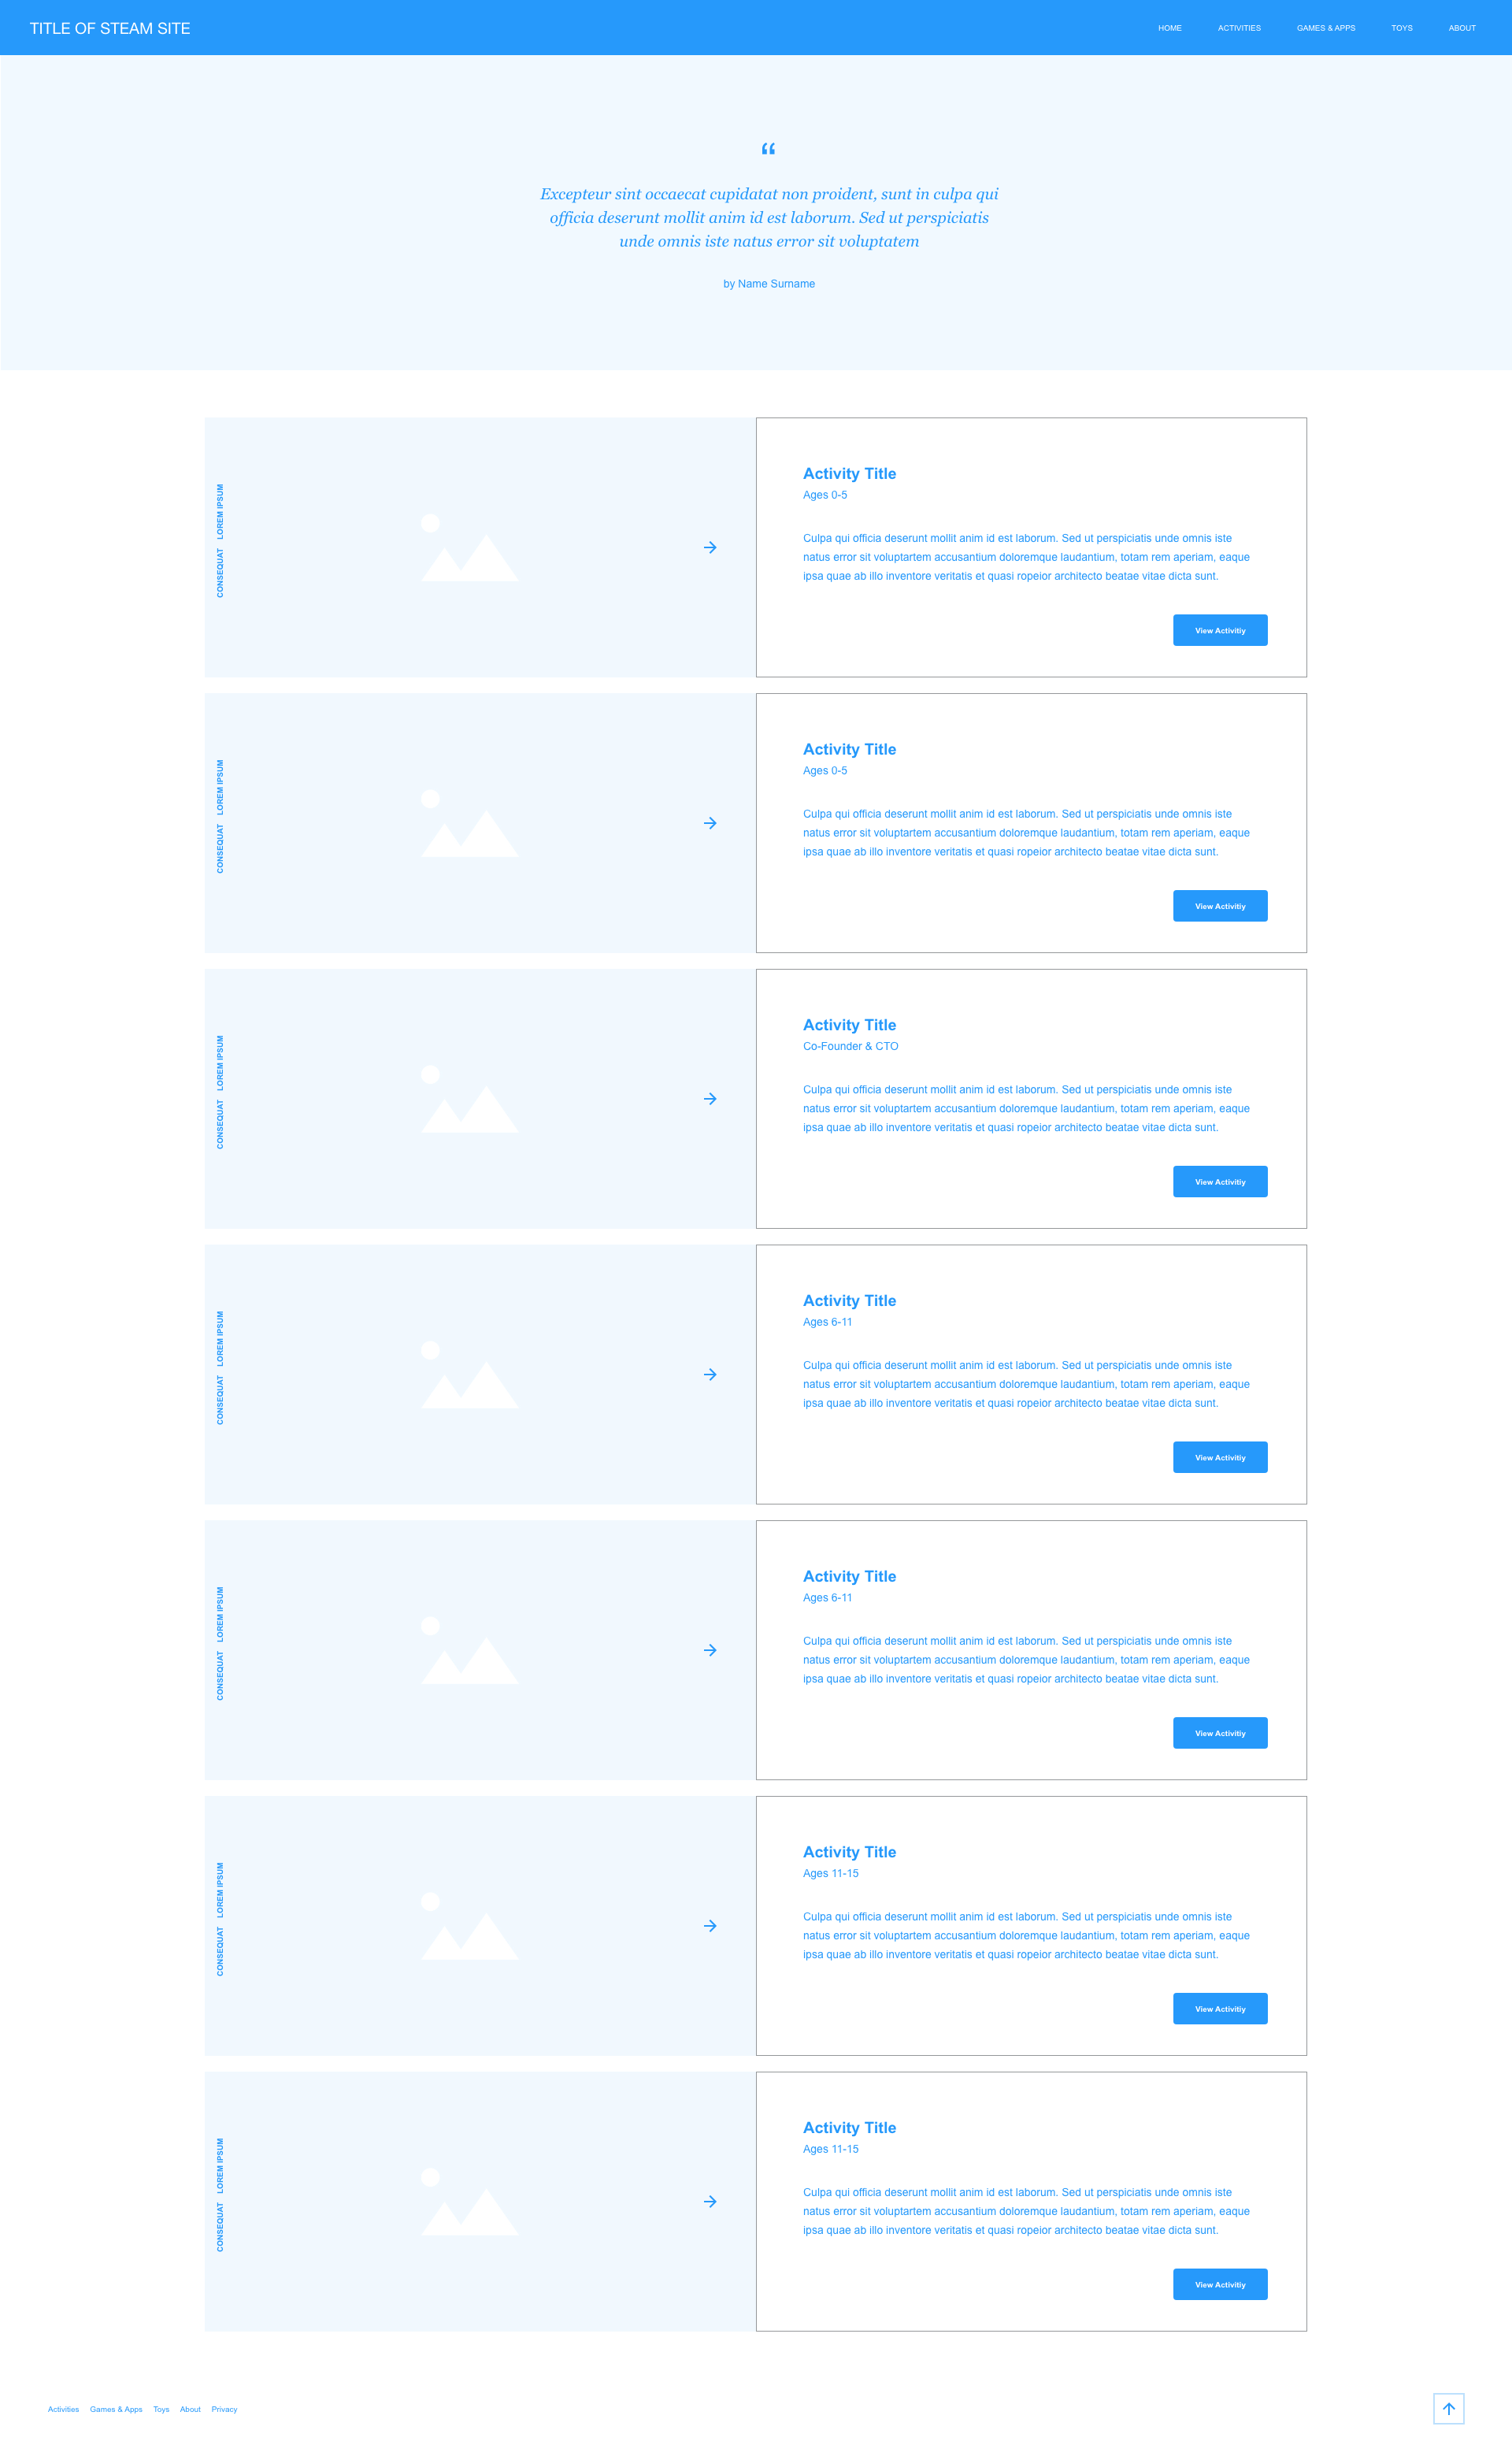 TITLE OF STEAM SITE
HOME ACTIVITIES GAMES & APPS TOYS ABOUT
“
Excepteur sint occaecat cupidatat non proident, sunt in culpa qui
officia deserunt mollit anim id est laborum. Sed ut perspiciatis
unde omnis iste natus error sit voluptatem
by Name Surname
CONSEQUAT LOREM IPSUM
Activity Title
Ages 0-5
Culpa qui officia deserunt mollit anim id est laborum. Sed ut perspiciatis unde omnis iste
natus error sit voluptartem accusantium doloremque laudantium, totam rem aperiam, eaque
ipsa quae ab illo inventore veritatis et quasi ropeior architecto beatae vitae dicta sunt.
View Activitiy
CONSEQUAT LOREM IPSUM
Activity Title
Ages 0-5
Culpa qui officia deserunt mollit anim id est laborum. Sed ut perspiciatis unde omnis iste
natus error sit voluptartem accusantium doloremque laudantium, totam rem aperiam, eaque
ipsa quae ab illo inventore veritatis et quasi ropeior architecto beatae vitae dicta sunt.
View Activitiy
CONSEQUAT LOREM IPSUM
Activity Title
Co-Founder & CTO
Culpa qui officia deserunt mollit anim id est laborum. Sed ut perspiciatis unde omnis iste
natus error sit voluptartem accusantium doloremque laudantium, totam rem aperiam, eaque
ipsa quae ab illo inventore veritatis et quasi ropeior architecto beatae vitae dicta sunt.
View Activitiy
CONSEQUAT LOREM IPSUM
Activity Title
Ages 6-11
Culpa qui officia deserunt mollit anim id est laborum. Sed ut perspiciatis unde omnis iste
natus error sit voluptartem accusantium doloremque laudantium, totam rem aperiam, eaque
ipsa quae ab illo inventore veritatis et quasi ropeior architecto beatae vitae dicta sunt.
View Activitiy
CONSEQUAT LOREM IPSUM
Activity Title
Ages 6-11
Culpa qui officia deserunt mollit anim id est laborum. Sed ut perspiciatis unde omnis iste
natus error sit voluptartem accusantium doloremque laudantium, totam rem aperiam, eaque
ipsa quae ab illo inventore veritatis et quasi ropeior architecto beatae vitae dicta sunt.
View Activitiy
CONSEQUAT LOREM IPSUM
Activity Title
Ages 11-15
Culpa qui officia deserunt mollit anim id est laborum. Sed ut perspiciatis unde omnis iste
natus error sit voluptartem accusantium doloremque laudantium, totam rem aperiam, eaque
ipsa quae ab illo inventore veritatis et quasi ropeior architecto beatae vitae dicta sunt.
View Activitiy
CONSEQUAT LOREM IPSUM
Activity Title
Ages 11-15
Culpa qui officia deserunt mollit anim id est laborum. Sed ut perspiciatis unde omnis iste
natus error sit voluptartem accusantium doloremque laudantium, totam rem aperiam, eaque
ipsa quae ab illo inventore veritatis et quasi ropeior architecto beatae vitae dicta sunt.
View Activitiy
Activities Games & Apps Toys About Privacy